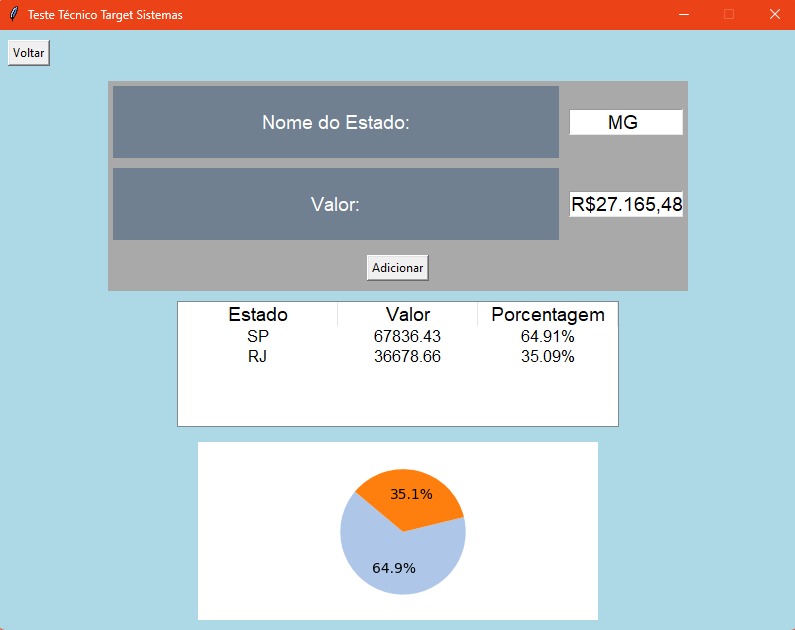 Teste Técnico Target Sistemas
Voltar
Nome do Estado: MG
Valor: R$27.165,48
Adicionar
Estado Valor Porcentagem
SP 67836.43 64.91%
RJ 36678.66 35.09%
35.1%
64.9%